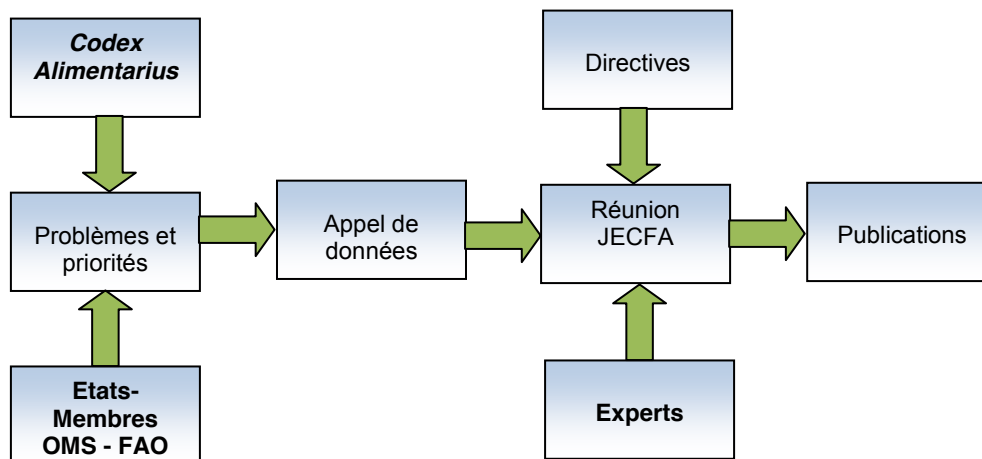 Codex
Alimentarius
Directives
Problèmes et
priorités
Appel de
données
Réunion
JECFA
Publications
Etats-
Membres
OMS - FAO
Experts